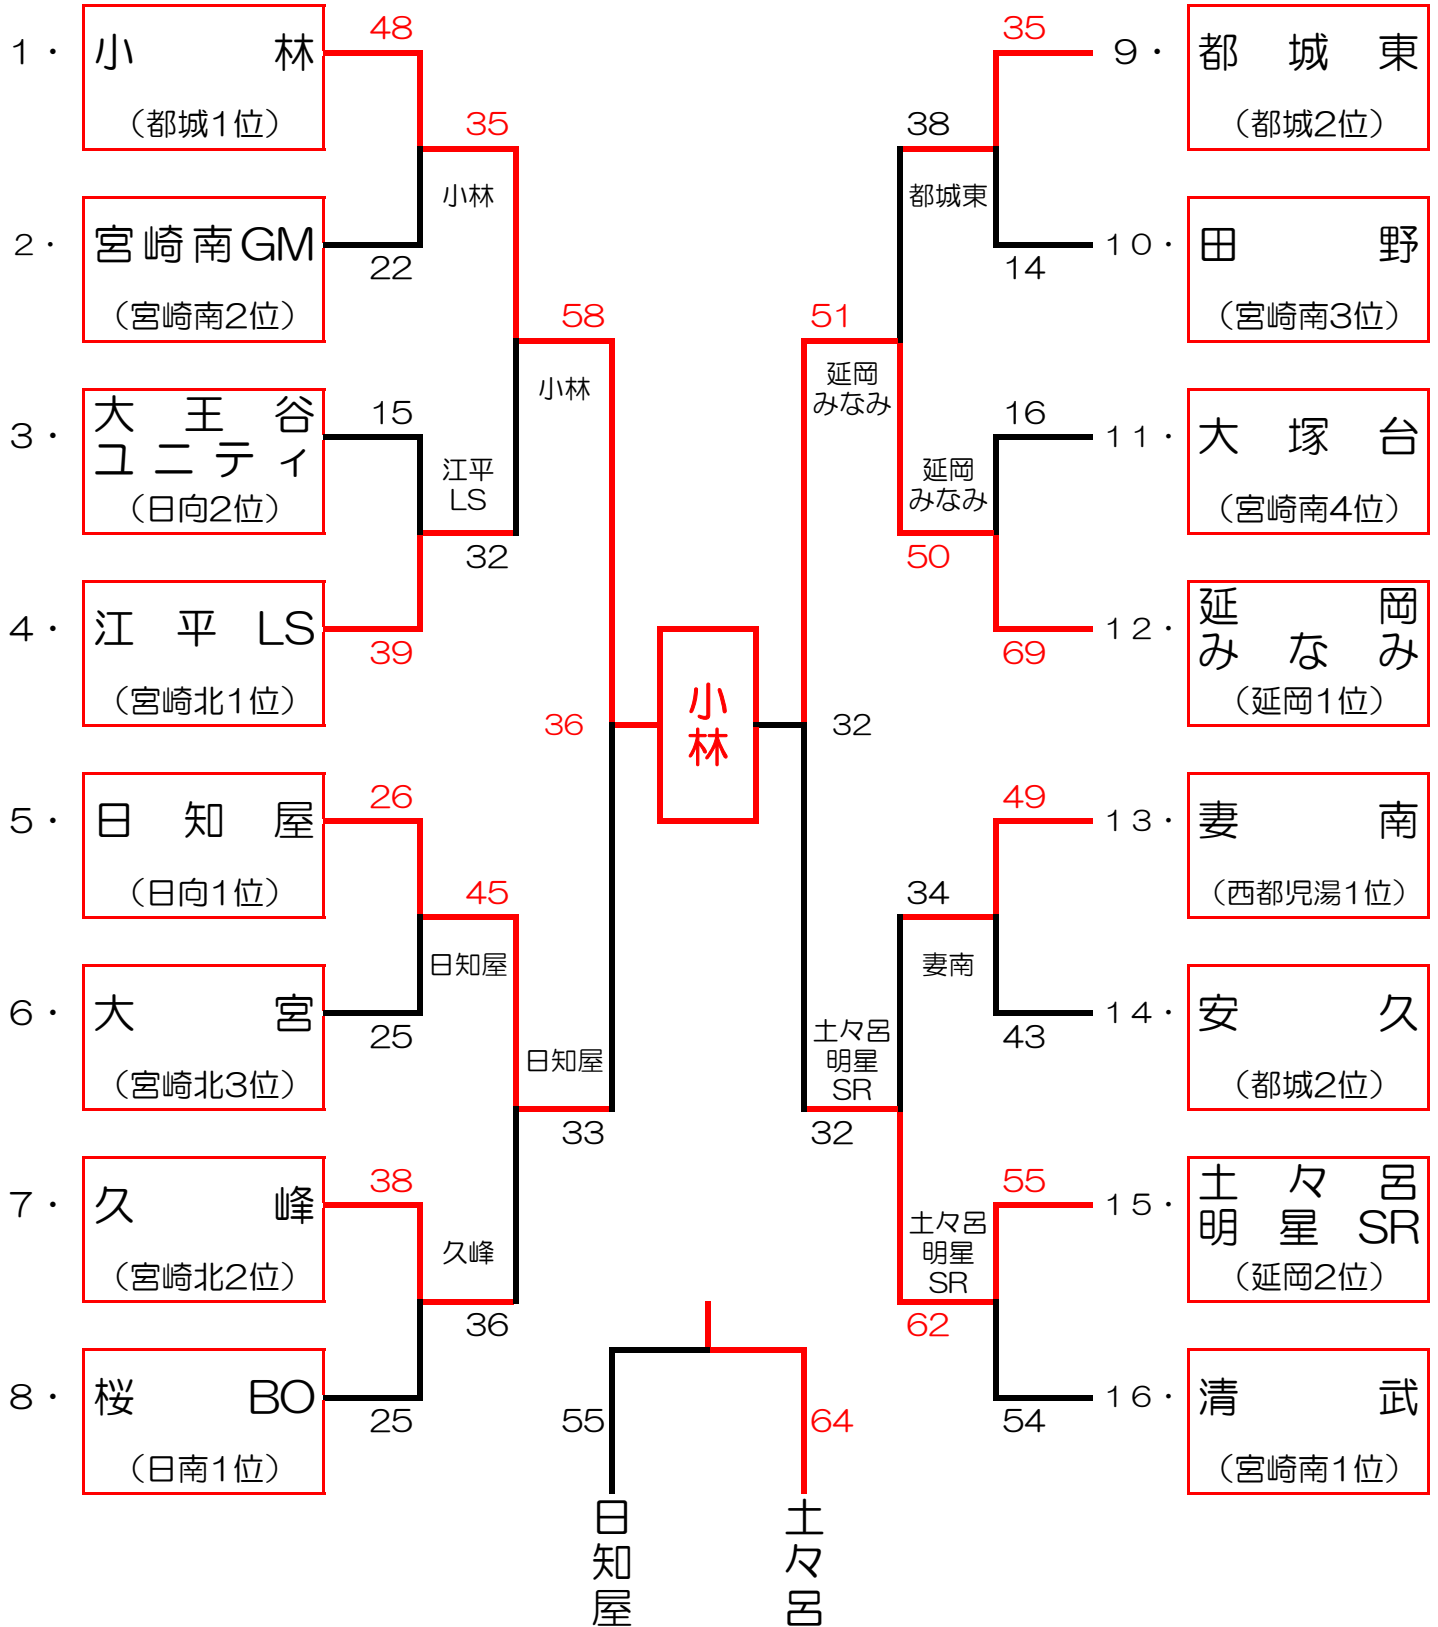 1・
小林
(都城1位)
48
2・
宮崎南GM
(宮崎南2位)
22
35
小林
3・
大王谷
ユニティ
(日向2位)
15
4・
江平LS
(宮崎北1位)
39
江平
LS
32
58
小林
5・
日知屋
(日向1位)
26
6・
大宮
(宮崎北3位)
25
45
日知屋
7・
久峰
(宮崎北2位)
38
8・
桜BO
(日南1位)
25
久峰
36
日知屋
33
36
小林
32
9・
都城東
(都城2位)
35
10・
田野
(宮崎南3位)
14
38
都城東
11・
大塚台
(宮崎南4位)
16
12・
延岡
みなみ
(延岡1位)
69
延岡
みなみ
50
51
延岡
みなみ
13・
妻南
(西都児湯1位)
49
14・
安久
(都城2位)
43
34
妻南
15・
土々呂
明星SR
(延岡2位)
55
16・
清武
(宮崎南1位)
54
土々呂
明星
SR
62
土々呂
明星
SR
32
55
64
日知屋
土々呂